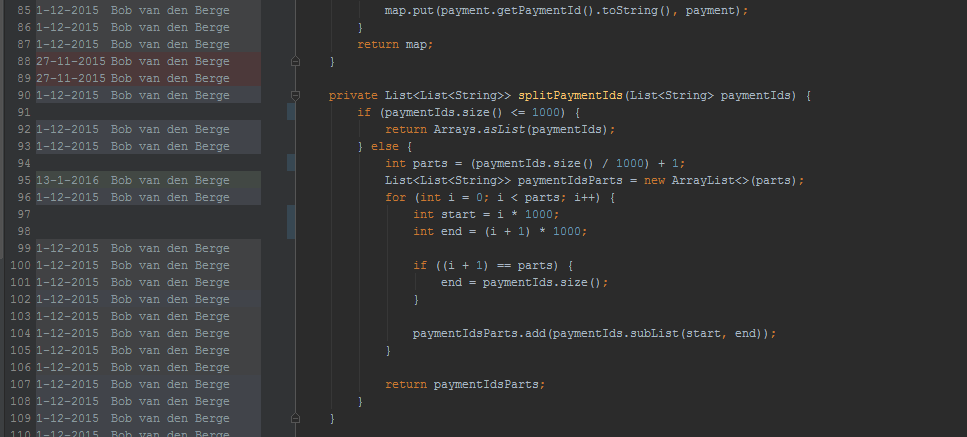 85 1-12-2015 Bob van den Berge map.put(payment.getPaymentId().toString(), payment);
86 1-12-2015 Bob van den Berge }
87 1-12-2015 Bob van den Berge return map;
88 27-11-2015 Bob van den Berge }
89 27-11-2015 Bob van den Berge
90 1-12-2015 Bob van den Berge private List<List<String>> splitPaymentIds(List<String> paymentIds) {
91 if (paymentIds.size() <= 1000) {
92 1-12-2015 Bob van den Berge return Arrays.asList(paymentIds);
93 1-12-2015 Bob van den Berge } else {
94 int parts = (paymentIds.size() / 1000) + 1;
95 13-1-2016 Bob van den Berge List<List<String>> paymentIdsParts = new ArrayList<>(parts);
96 1-12-2015 Bob van den Berge for (int i = 0; i < parts; i++) {
97 int start = i * 1000;
98 int end = (i + 1) * 1000;
99 1-12-2015 Bob van den Berge
100 1-12-2015 Bob van den Berge if ((i + 1) == parts) {
101 1-12-2015 Bob van den Berge end = paymentIds.size();
102 1-12-2015 Bob van den Berge }
103 1-12-2015 Bob van den Berge
104 1-12-2015 Bob van den Berge paymentIdsParts.add(paymentIds.subList(start, end));
105 1-12-2015 Bob van den Berge }
106 1-12-2015 Bob van den Berge
107 1-12-2015 Bob van den Berge return paymentIdsParts;
108 1-12-2015 Bob van den Berge }
109 1-12-2015 Bob van den Berge }
110 1-12-2015 Bob van den Berge